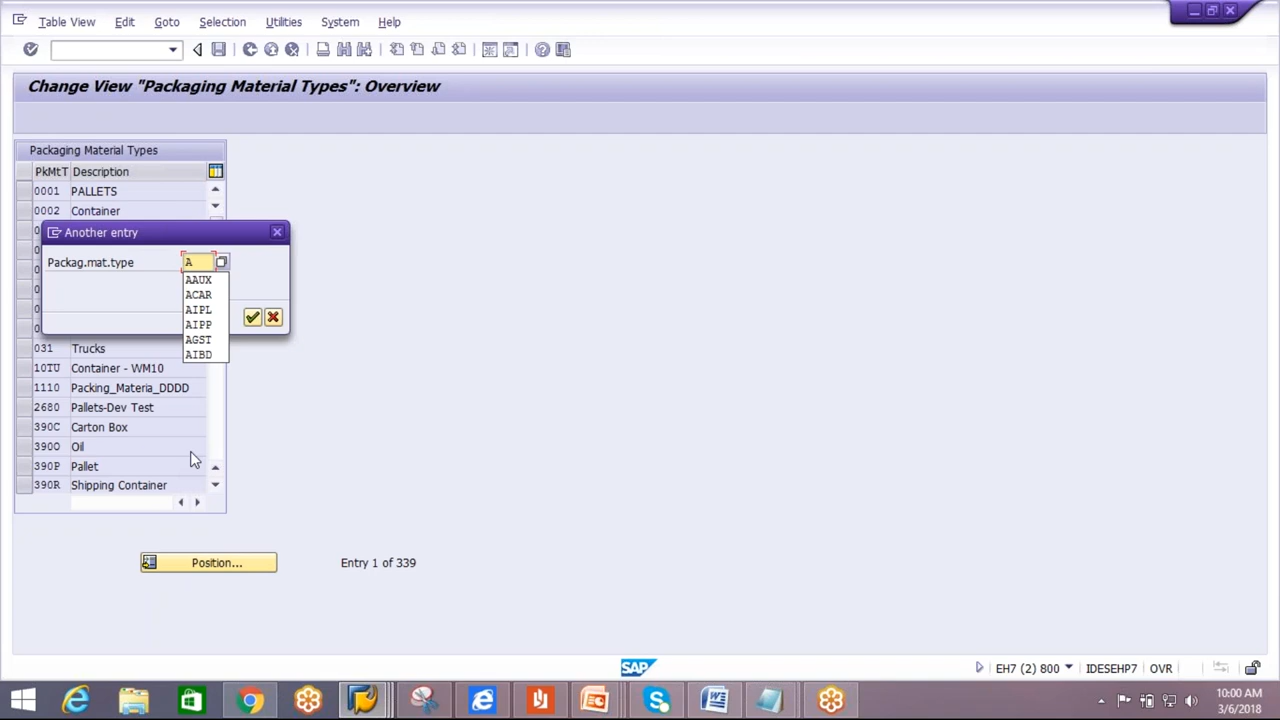 Table View Edit Goto Selection Utilities System Help
Change View "Packaging Material Types": Overview
Packaging Material Types
PkMtT Description
0001 PALLETS
0002 Container
Another entry
Packag.mat.type A
AAUX
ACAR
AIPL
AIPP
AGST
AIBD
031 Trucks
10TU Container - WM10
1110 Packing_Materia_DDDD
2680 Pallets-Dev Test
390C Carton Box
390O Oil
390P Pallet
390R Shipping Container
Position... Entry 1 of 339
SAP EH7 (2) 800 IDESEHP7 OVR
10:00 AM
3/6/2018